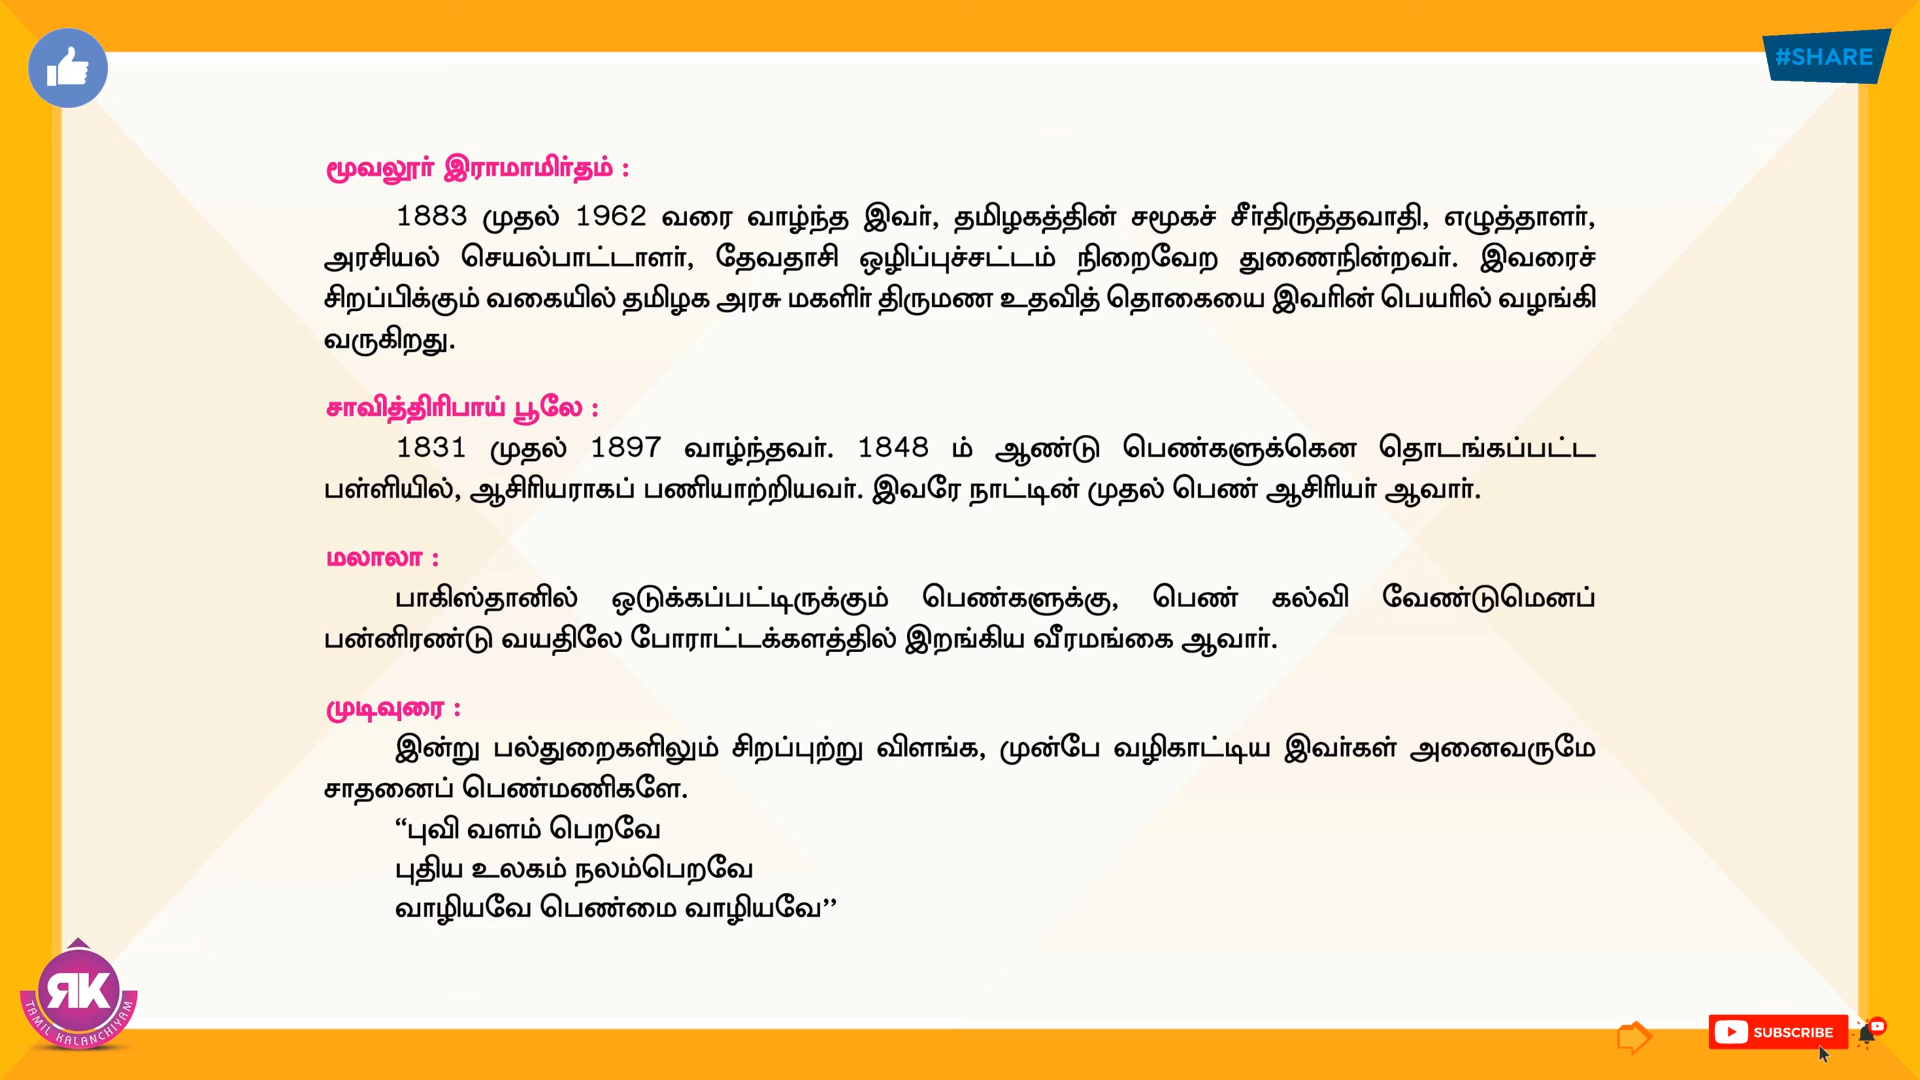 #SHARE
மூவலூர் இராமாமிர்தம் :
1883 முதல் 1962 வரை வாழ்ந்த இவர், தமிழகத்தின் சமூகச் சீர்திருத்தவாதி, எழுத்தாளர்,
அரசியல் செயல்பாட்டாளர், தேவதாசி ஒழிப்புச்சட்டம் நிறைவேற துணைநின்றவர். இவரைச்
சிறப்பிக்கும் வகையில் தமிழக அரசு மகளிர் திருமண உதவித் தொகையை இவரின் பெயரில் வழங்கி
வருகிறது.
சாவித்திரிபாய் பூலே :
1831 முதல் 1897 வாழ்ந்தவர். 1848 ம் ஆண்டு பெண்களுக்கென தொடங்கப்பட்ட
பள்ளியில், ஆசிரியராகப் பணியாற்றியவர். இவரே நாட்டின் முதல் பெண் ஆசிரியர் ஆவார்.
மலாலா :
பாகிஸ்தானில் ஒடுக்கப்பட்டிருக்கும் பெண்களுக்கு, பெண் கல்வி வேண்டுமெனப்
பன்னிரண்டு வயதிலே போராட்டக்களத்தில் இறங்கிய வீரமங்கை ஆவார்.
முடிவுரை :
இன்று பல்துறைகளிலும் சிறப்புற்று விளங்க, முன்பே வழிகாட்டிய இவர்கள் அனைவருமே
சாதனைப் பெண்மணிகளே.
“புவி வளம் பெறவே
புதிய உலகம் நலம்பெறவே
வாழியவே பெண்மை வாழியவே’’
RK
TAMIL KALANCHIYAM
SUBSCRIBE